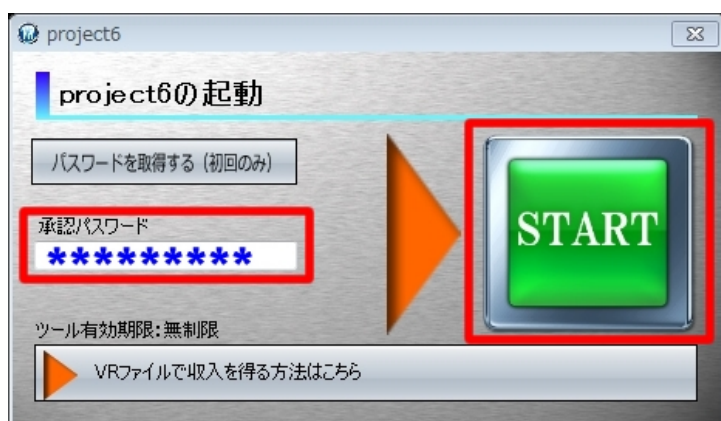 project6
project6の起動
パスワードを取得する（初回のみ）
承認パスワード
*********
START
ツール有効期限：無制限
VRファイルで収入を得る方法はこちら